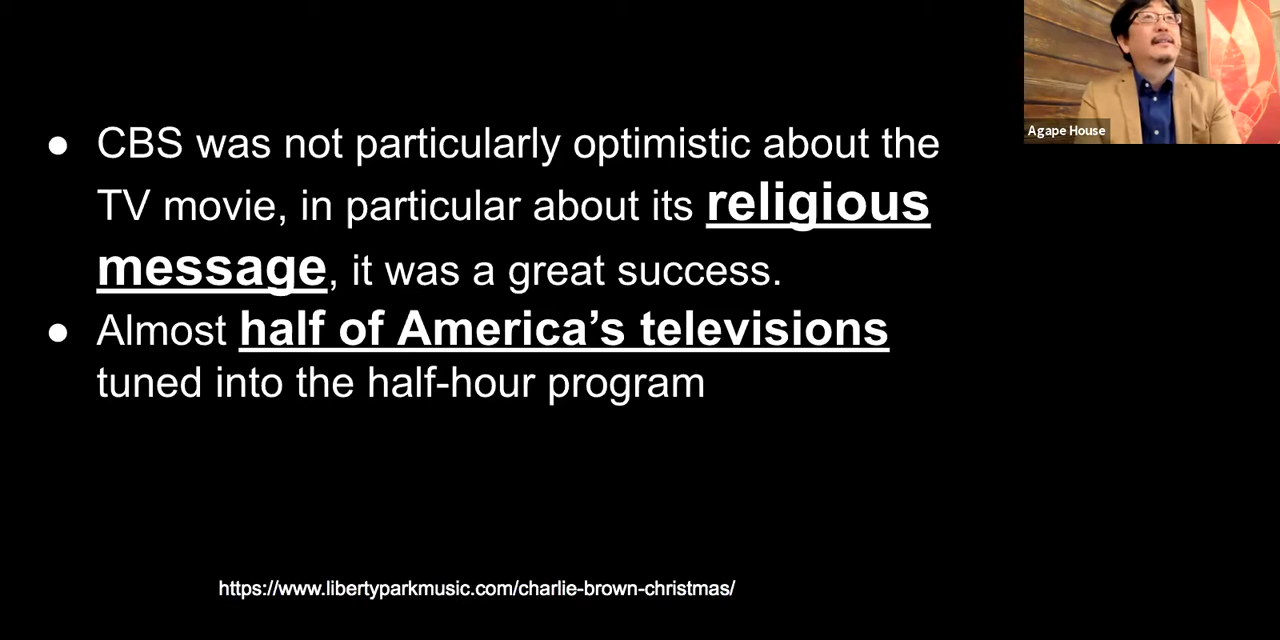 ● CBS was not particularly optimistic about the
TV movie, in particular about its religious
message, it was a great success.
● Almost half of America’s televisions
tuned into the half-hour program
https://www.libertyparkmusic.com/charlie-brown-christmas/
Agape House